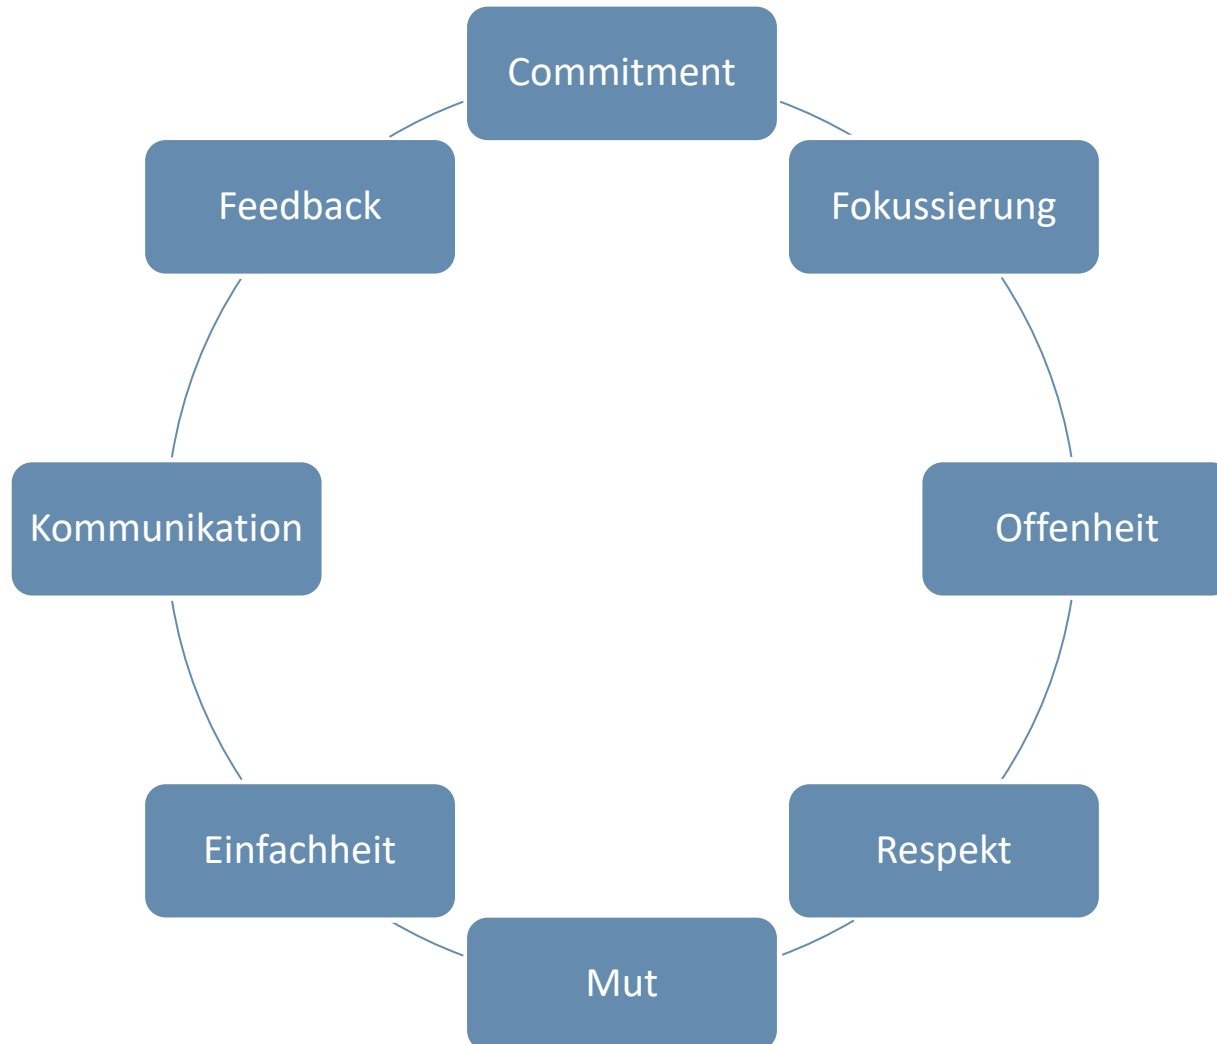 Commitment
Fokussierung
Offenheit
Respekt
Mut
Einfachheit
Kommunikation
Feedback